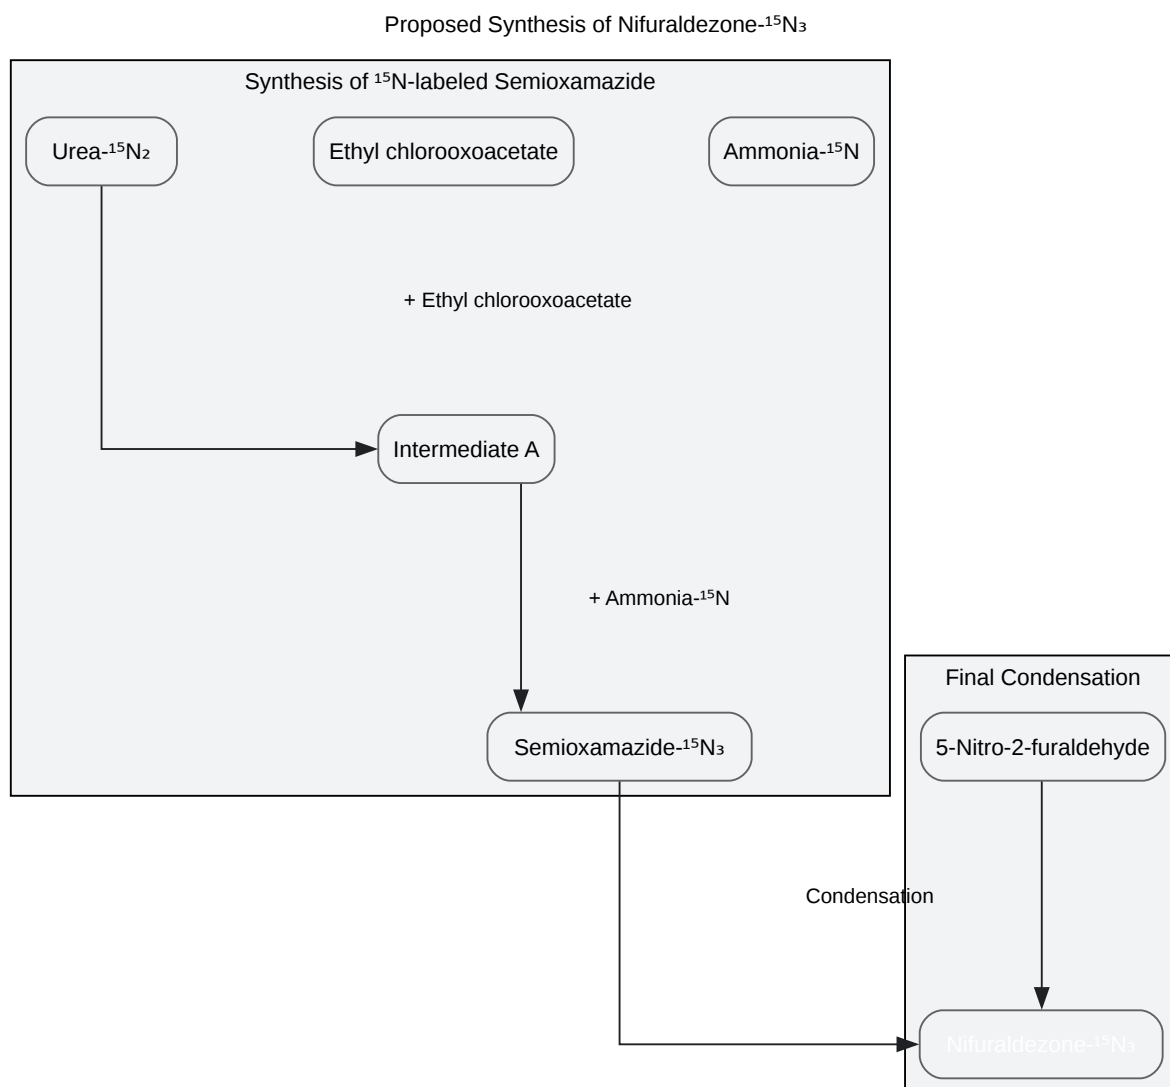 Proposed Synthesis of Nifuraldezone-¹⁵N₃
Synthesis of ¹⁵N-labeled Semioxamazide
Urea-¹⁵N₂
Ethyl chlorooxoacetate
Ammonia-¹⁵N
+ Ethyl chlorooxoacetate
Intermediate A
+ Ammonia-¹⁵N
Semioxamazide-¹⁵N₃
Final Condensation
5-Nitro-2-furaldehyde
Condensation
Nifuraldezone-¹⁵N₃